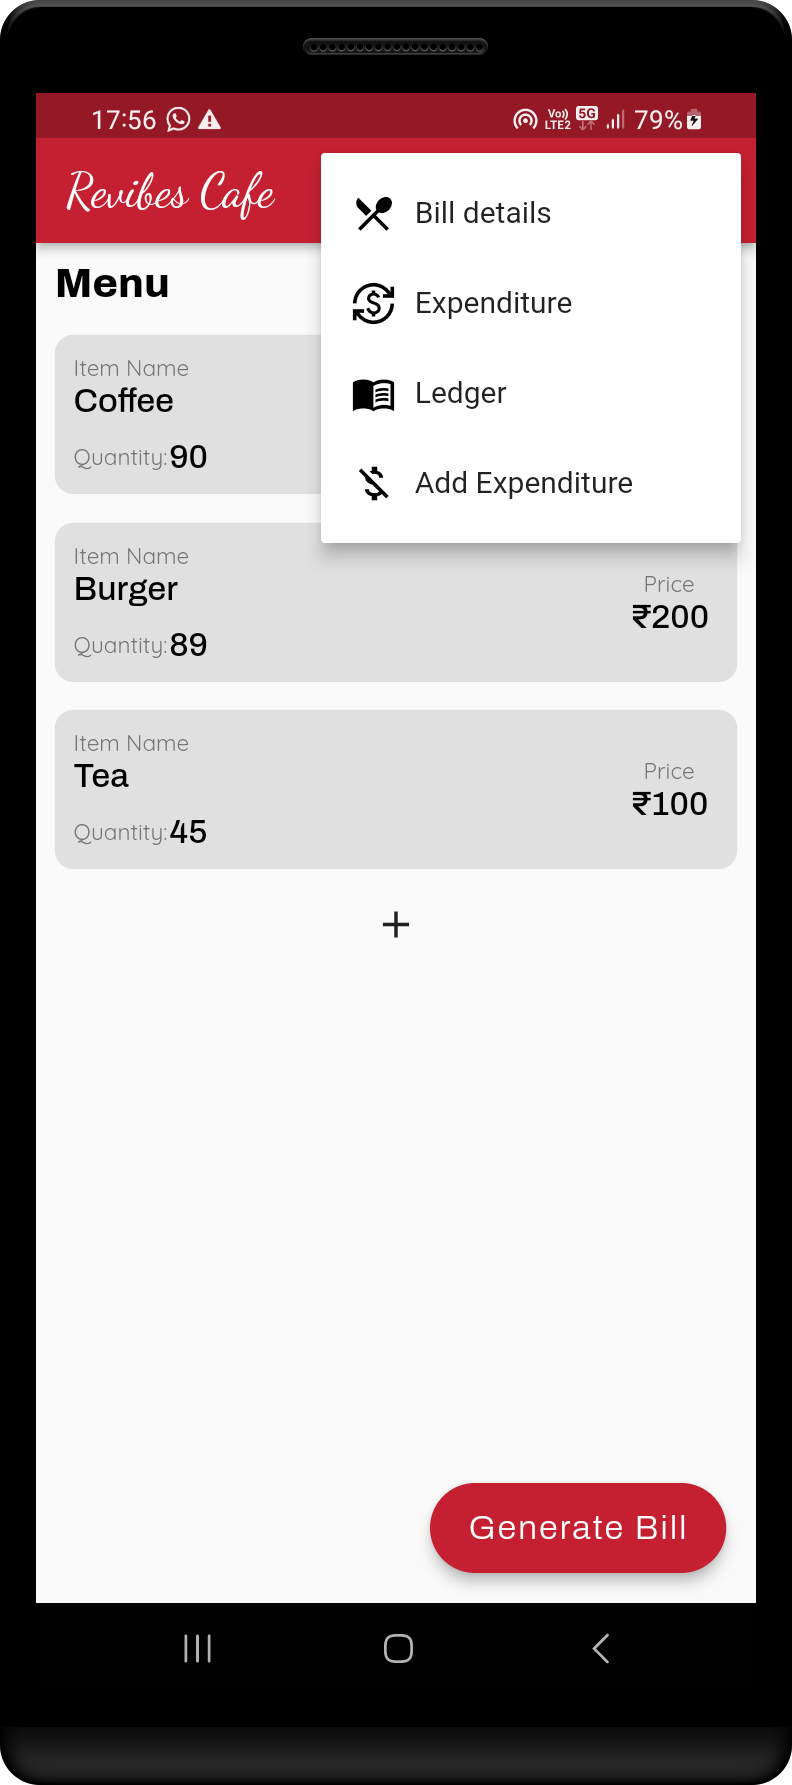 17:56
Vo))
LTE2
5G
79%
Revibes Cafe
Bill details
Expenditure
Ledger
Add Expenditure
Menu
Item Name
Coffee
Quantity:90
Item Name
Burger
Quantity:89
Price
₹200
Item Name
Tea
Quantity:45
Price
₹100
+
Generate Bill